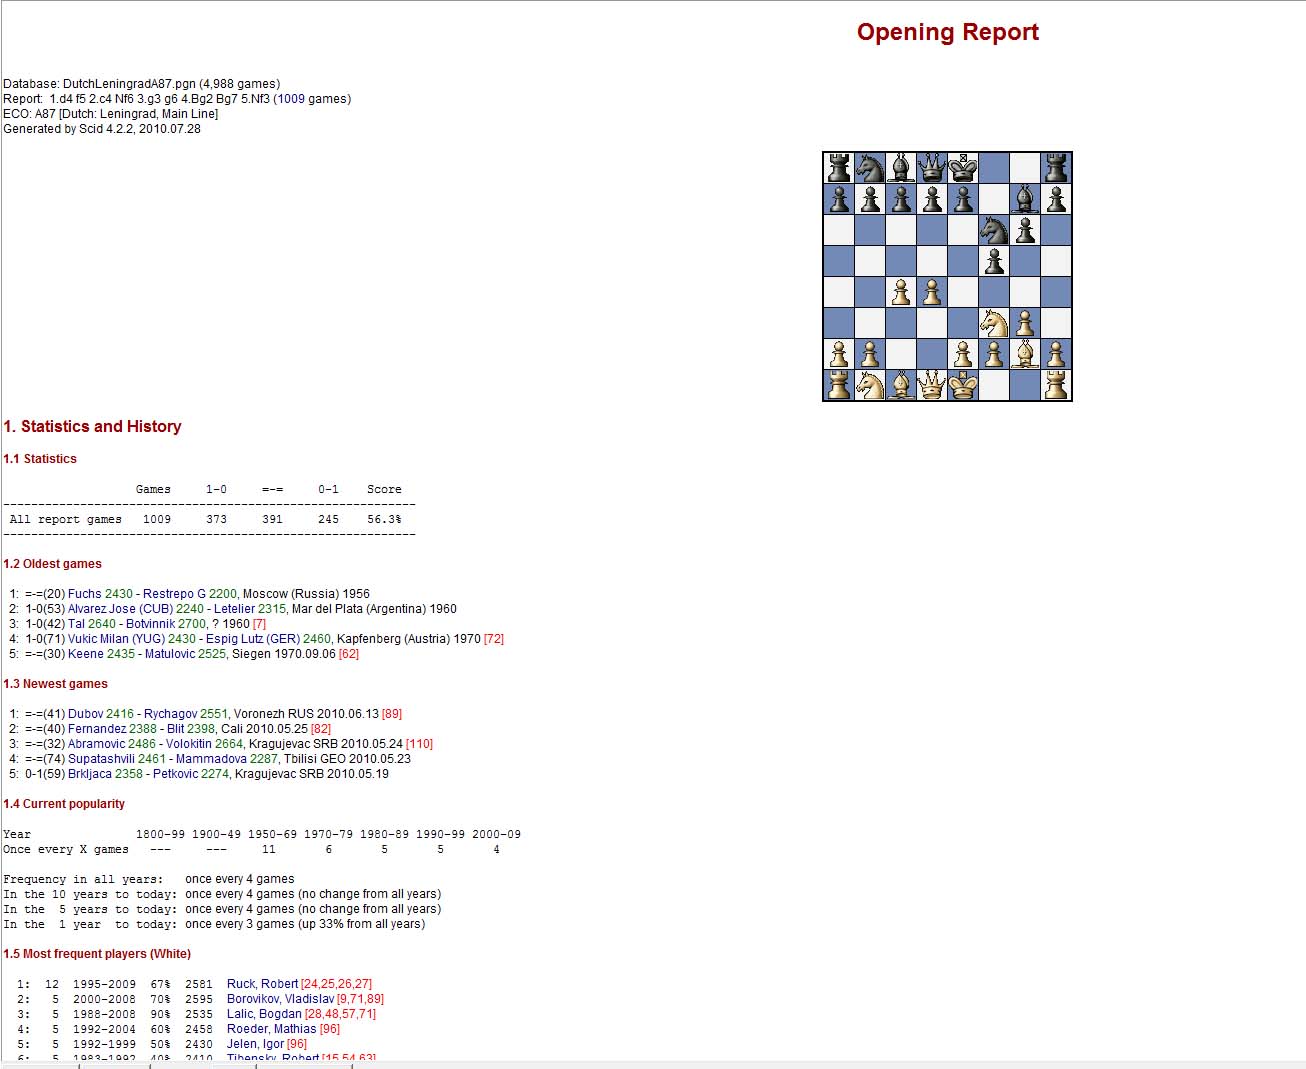 Opening Report
Database: DutchLeningradA87.pgn (4,988 games)
Report: 1.d4 f5 2.c4 Nf6 3.g3 g6 4.Bg2 Bg7 5.Nf3 (1009 games)
ECO: A87 [Dutch: Leningrad, Main Line]
Generated by Scid 4.2.2, 2010.07.28
1. Statistics and History
1.1 Statistics
Games 1-0 =-= 0-1 Score
------------------------------------------------------------
All report games 1009 373 391 245 56.3%
------------------------------------------------------------
1.2 Oldest games
1: =-=(20) Fuchs 2430 - Restrepo G 2200, Moscow (Russia) 1956
2: 1-0(53) Alvarez Jose (CUB) 2240 - Letelier 2315, Mar del Plata (Argentina) 1960
3: 1-0(42) Tal 2640 - Botvinnik 2700, ? 1960 [7]
4: 1-0(71) Vukic Milan (YUG) 2430 - Espig Lutz (GER) 2460, Kapfenberg (Austria) 1970 [72]
5: =-=(30) Keene 2435 - Matulovic 2525, Siegen 1970.09.06 [62]
1.3 Newest games
1: =-=(41) Dubov 2416 - Rychagov 2551, Voronezh RUS 2010.06.13 [89]
2: =-=(40) Fernandez 2388 - Blit 2398, Cali 2010.05.25 [82]
3: =-=(32) Abramovic 2486 - Volokitin 2664, Kragujevac SRB 2010.05.24 [110]
4: =-=(74) Supatashvili 2461 - Mammadova 2287, Tbilisi GEO 2010.05.23
5: 0-1(59) Brkljaca 2358 - Petkovic 2274, Kragujevac SRB 2010.05.19
1.4 Current popularity
Year 1800-99 1900-49 1950-69 1970-79 1980-89 1990-99 2000-09
Once every X games --- --- 11 6 5 5 4
Frequency in all years: once every 4 games
In the 10 years to today: once every 4 games (no change from all years)
In the 5 years to today: once every 4 games (no change from all years)
In the 1 year to today: once every 3 games (up 33% from all years)
1.5 Most frequent players (White)
1: 12 1995-2009 67% 2581 Ruck, Robert [24,25,26,27]
2: 5 2000-2008 70% 2595 Borovikov, Vladislav [9,71,89]
3: 5 1988-2008 90% 2535 Lalic, Bogdan [28,48,57,71]
4: 5 1992-2004 60% 2458 Roeder, Mathias [96]
5: 5 1992-1999 50% 2430 Jelen, Igor [96]
6: 5 1983-1992 40% 2410 Tibensky, Robert [15,54,63]